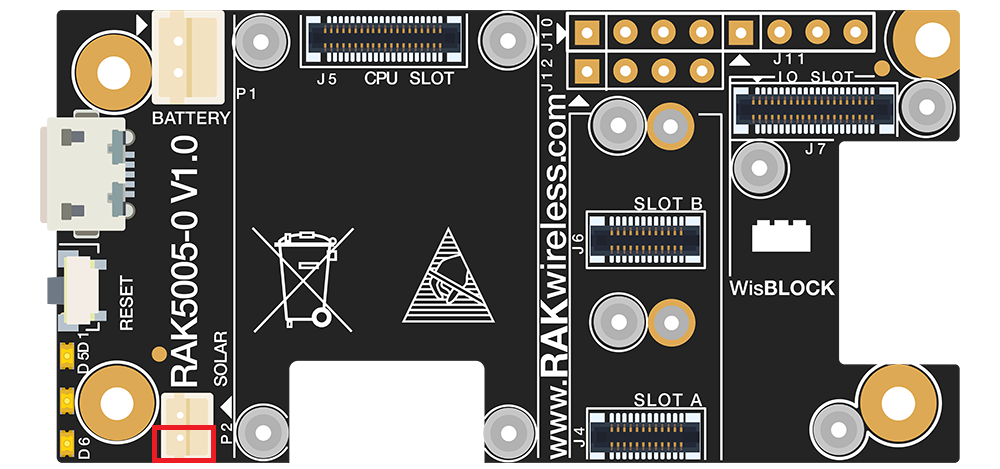 J5
CPU SLOT
J10
J12
J11
IO SLOT
J7
P1
BATTERY
RAK5005-0 V1.0
RESET
SOLAR
P2
D1
D5
D6
www.RAKwireless.com
SLOT B
J6
SLOT A
J4
WisBLOCK